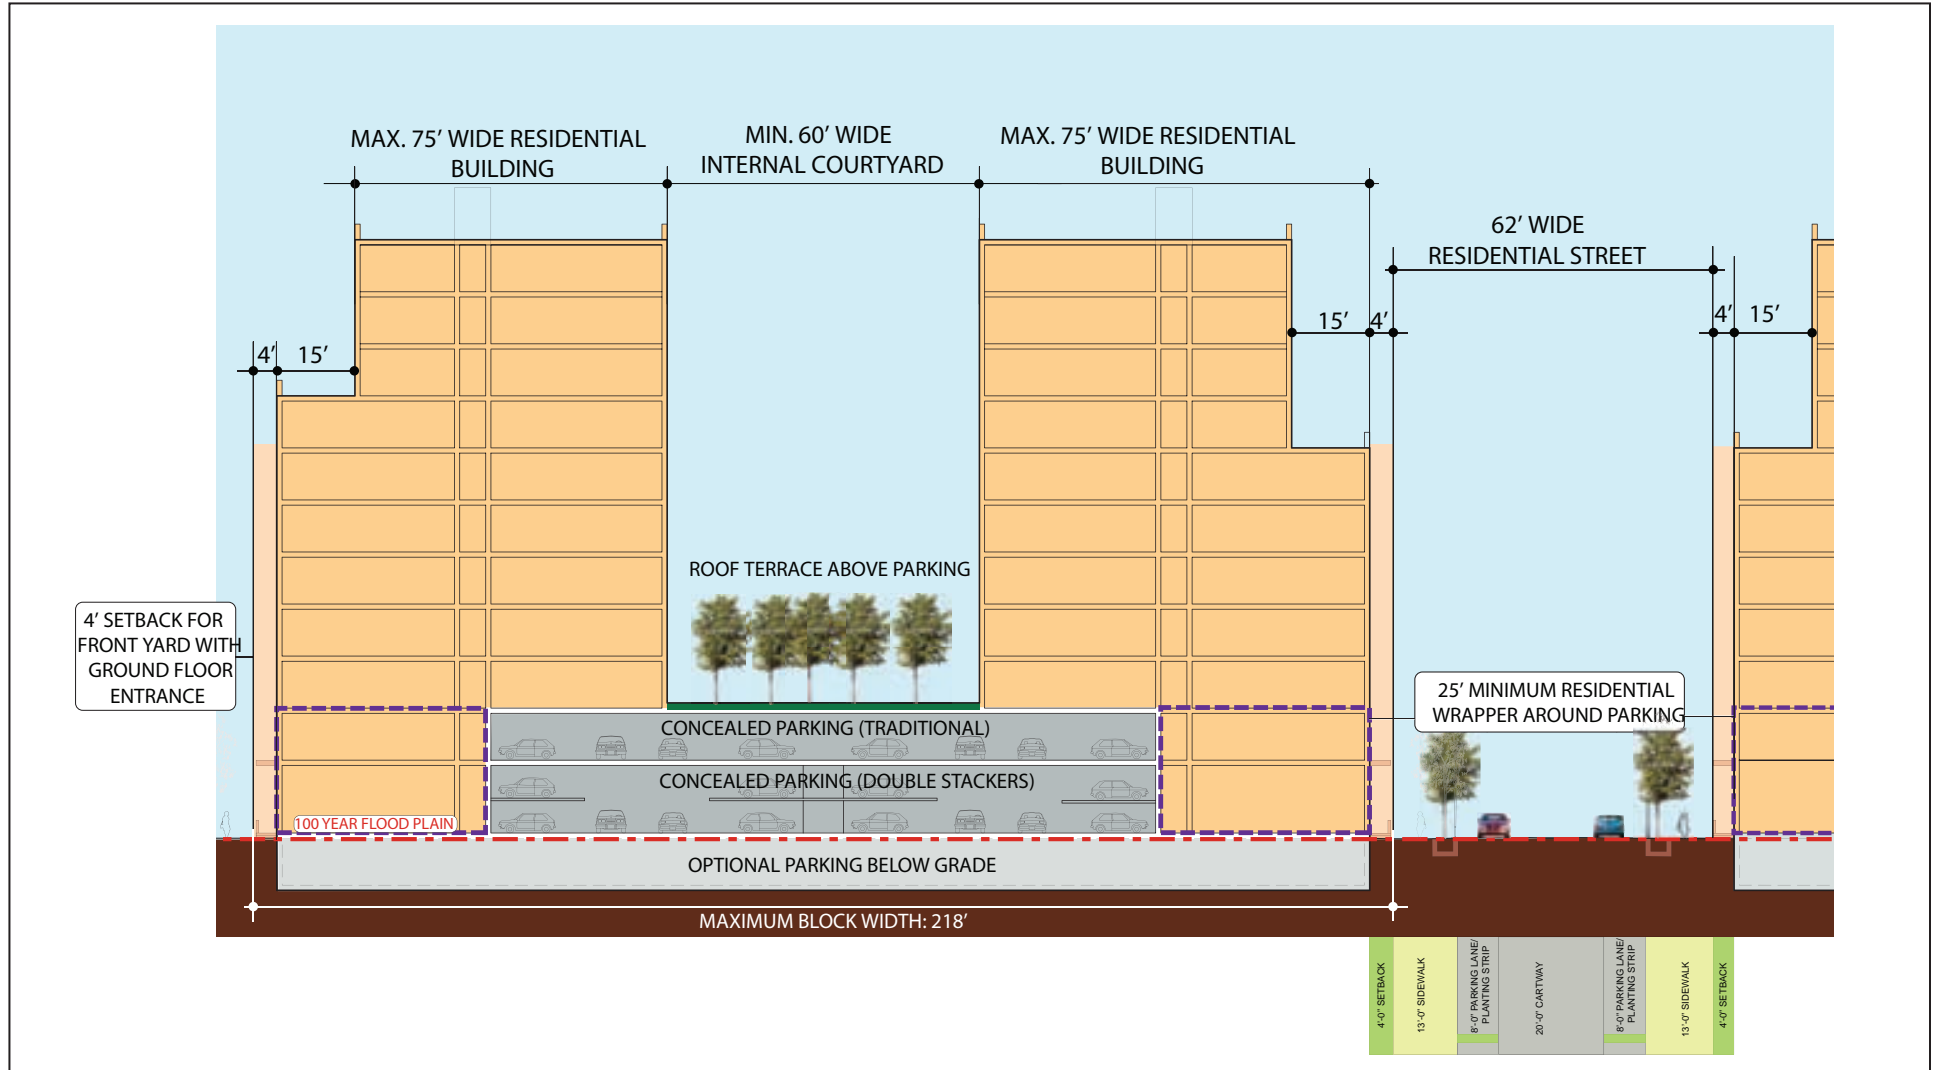 MAX. 75’ WIDE RESIDENTIAL
BUILDING
MIN. 60’ WIDE
INTERNAL COURTYARD
MAX. 75’ WIDE RESIDENTIAL
BUILDING
62’ WIDE
RESIDENTIAL STREET
4’
15’
15’
4’
4’
15’
ROOF TERRACE ABOVE PARKING
4’ SETBACK FOR
FRONT YARD WITH
GROUND FLOOR
ENTRANCE
25’ MINIMUM RESIDENTIAL
WRAPPER AROUND PARKING
CONCEALED PARKING (TRADITIONAL)
CONCEALED PARKING (DOUBLE STACKERS)
100 YEAR FLOOD PLAIN
OPTIONAL PARKING BELOW GRADE
MAXIMUM BLOCK WIDTH: 218’
4'-0" SETBACK
13'-0" SIDEWALK
8'-0" PARKING LANE/
PLANTING STRIP
20'-0" CARTWAY
8'-0" PARKING LANE/
PLANTING STRIP
13'-0" SIDEWALK
4'-0" SETBACK